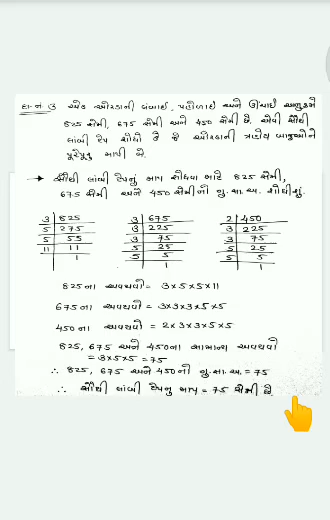 દા.નં. ૩ એક ઓરડાની લંબાઈ, પહોળાઈ અને ઊંચાઈ અનુક્રમે
825 સેમી, 675 સેમી અને 450 સેમી છે. એવી સૌથી
લાંબી ટેપ શોધો કે જે ઓરડાની ત્રણેય બાજુઓને
પૂરેપૂરું માપી લે.
→ સૌથી લાંબી ટેપનું માપ શોધવા માટે 825 સેમી,
675 સેમી અને 450 સેમીનો ગુ.સા.અ. શોધીશું.
3 825 3 675 2 450
5 275 3 225 3 225
5 55 3 75 3 75
11 11 5 25 5 25
1 5 5 5 5
1 1
825ના અવયવો = 3×5×5×11
675ના અવયવો = 3×3×3×5×5
450ના અવયવો = 2×3×3×5×5
825, 675 અને 450ના સામાન્ય અવયવો
= 3×5×5 = 75
∴ 825, 675 અને 450નો ગુ.સા.અ. = 75
∴ સૌથી લાંબી ટેપનુ માપ = 75 સેમી છે.